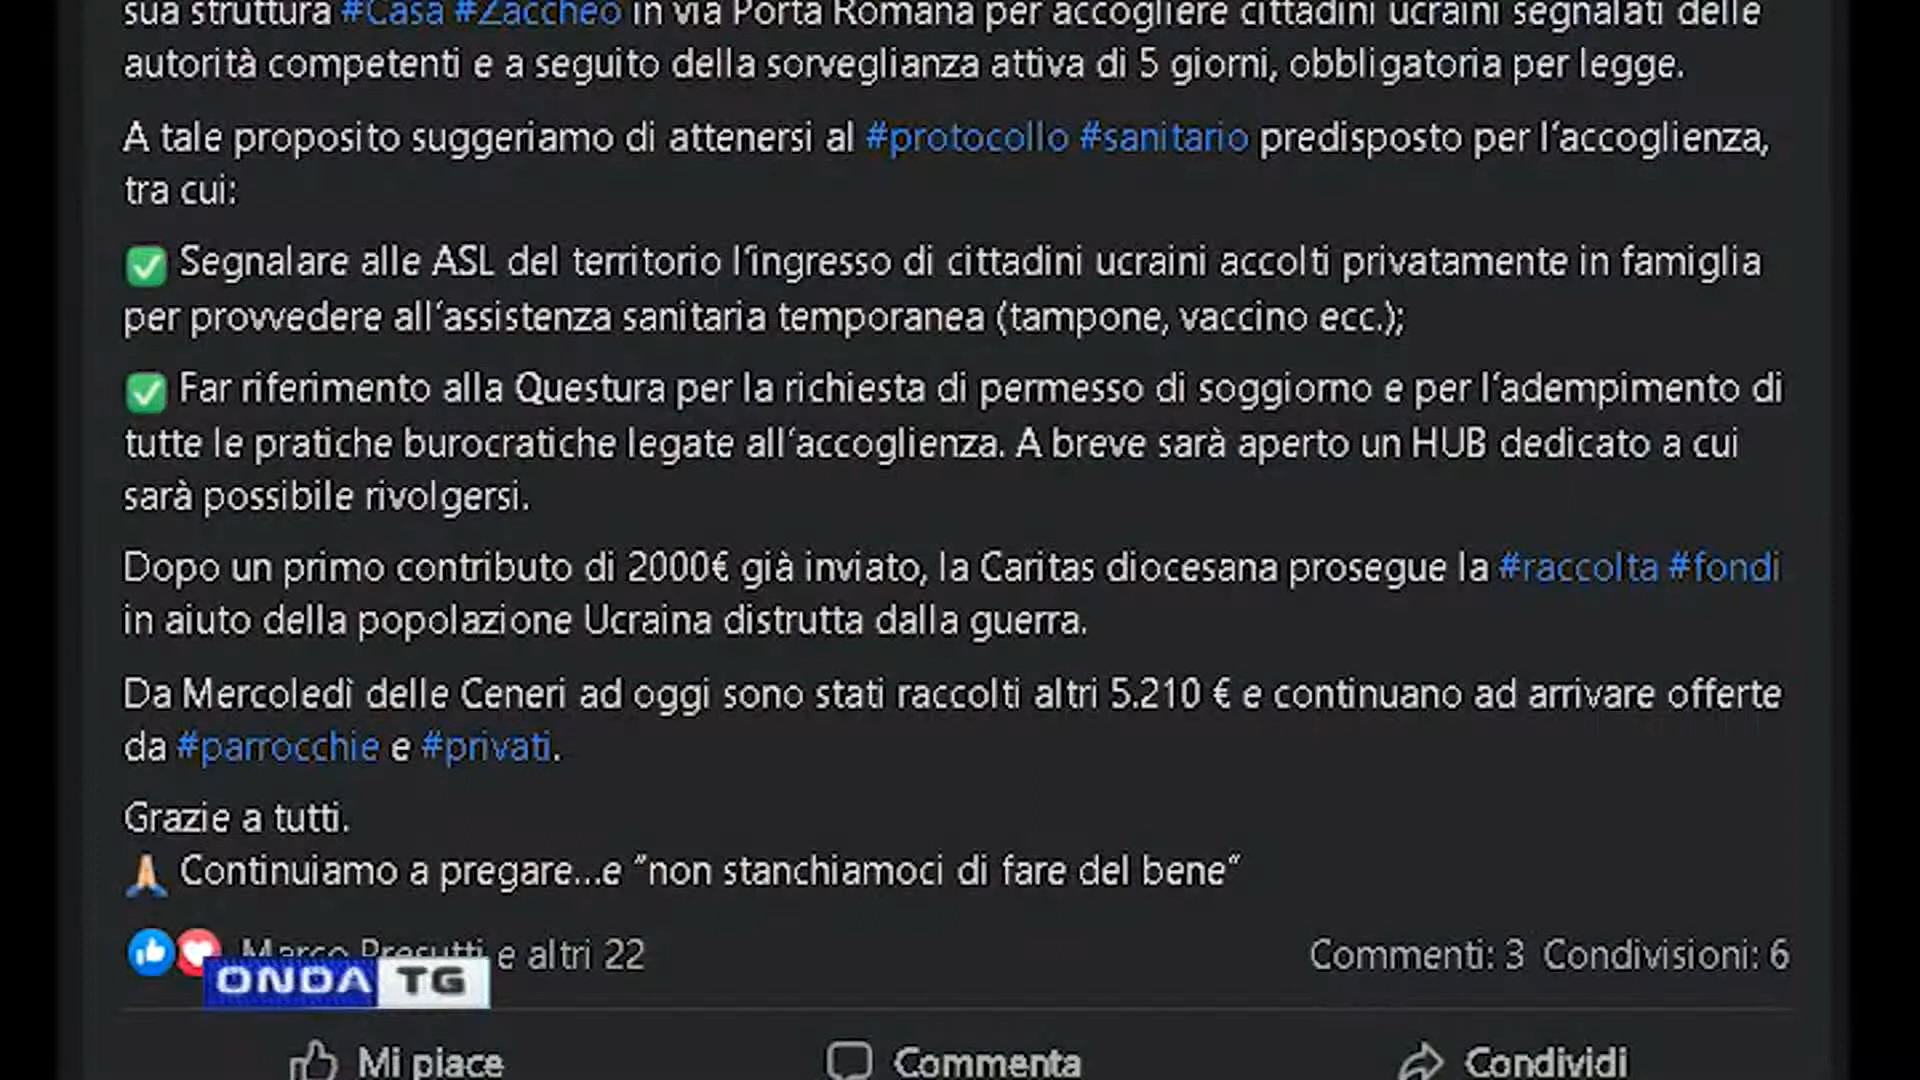 sua struttura #Casa #Zaccheo in via Porta Romana per accogliere cittadini ucraini segnalati delle
autorità competenti e a seguito della sorveglianza attiva di 5 giorni, obbligatoria per legge.
A tale proposito suggeriamo di attenersi al #protocollo #sanitario predisposto per l'accoglienza,
tra cui:
✅ Segnalare alle ASL del territorio l'ingresso di cittadini ucraini accolti privatamente in famiglia
per provvedere all'assistenza sanitaria temporanea (tampone, vaccino ecc.);
✅ Far riferimento alla Questura per la richiesta di permesso di soggiorno e per l'adempimento di
tutte le pratiche burocratiche legate all'accoglienza. A breve sarà aperto un HUB dedicato a cui
sarà possibile rivolgersi.
Dopo un primo contributo di 2000€ già inviato, la Caritas diocesana prosegue la #raccolta #fondi
in aiuto della popolazione Ucraina distrutta dalla guerra.
Da Mercoledì delle Ceneri ad oggi sono stati raccolti altri 5.210 € e continuano ad arrivare offerte
da #parrocchie e #privati.
Grazie a tutti.
🙏 Continuiamo a pregare...e "non stanchiamoci di fare del bene"
Marco Presutti e altri 22 Commenti: 3 Condivisioni: 6
ONDA TG
Mi piace Commenta Condividi